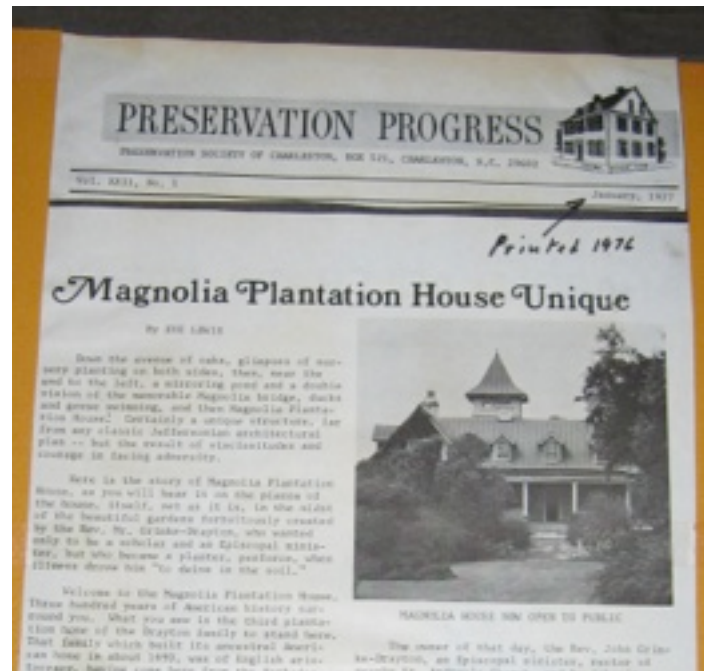 PRESERVATION PROGRESS
PRESERVATION SOCIETY OF CHARLESTON, BOX 521, CHARLESTON, S.C. 29402
Vol. XXII, No. 1
January, 1977
Printed 1976
Magnolia Plantation House Unique
By SUE LEWIS
Down the avenue of oaks, glimpses of nur-
sery planting on both sides, then, near the
end to the left, a mirroring pond and a double
vision of the memorable Magnolia bridge, ducks
and geese swimming, and then Magnolia Planta-
tion House! Certainly a unique structure, far
from any classic Jeffersonian architectural
plan -- but the result of vicissitudes and
courage in facing adversity.
Here is the story of Magnolia Plantation
House, as you will hear it on the piazza of
the house, itself, set as it is, in the midst
of the beautiful gardens fortuitously created
by the Rev. Mr. Grimke-Drayton, who wanted
only to be a scholar and an Episcopal minis-
ter, but who became a planter, perforce, when
illness drove him "to delve in the soil."
Welcome to the Magnolia Plantation House.
Three hundred years of American history sur-
round you. What you see is the third planta-
tion home of the Drayton family to stand here.
That family which built its ancestral Ameri-
can home in about 1680, was of English aris-
MAGNOLIA HOUSE NOW OPEN TO PUBLIC
The owner of that day, the Rev. John Grim-
ke-Drayton, an Episcopal minister, rector of